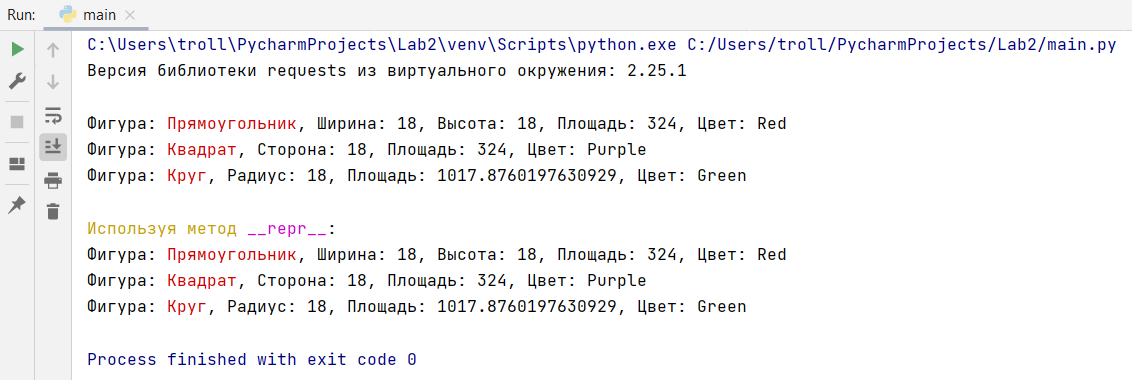 Run: main
C:\Users\troll\PycharmProjects\Lab2\venv\Scripts\python.exe C:/Users/troll/PycharmProjects/Lab2/main.py
Версия библиотеки requests из виртуального окружения: 2.25.1
Фигура: Прямоугольник, Ширина: 18, Высота: 18, Площадь: 324, Цвет: Red
Фигура: Квадрат, Сторона: 18, Площадь: 324, Цвет: Purple
Фигура: Круг, Радиус: 18, Площадь: 1017.8760197630929, Цвет: Green
Используя метод __repr__:
Фигура: Прямоугольник, Ширина: 18, Высота: 18, Площадь: 324, Цвет: Red
Фигура: Квадрат, Сторона: 18, Площадь: 324, Цвет: Purple
Фигура: Круг, Радиус: 18, Площадь: 1017.8760197630929, Цвет: Green
Process finished with exit code 0